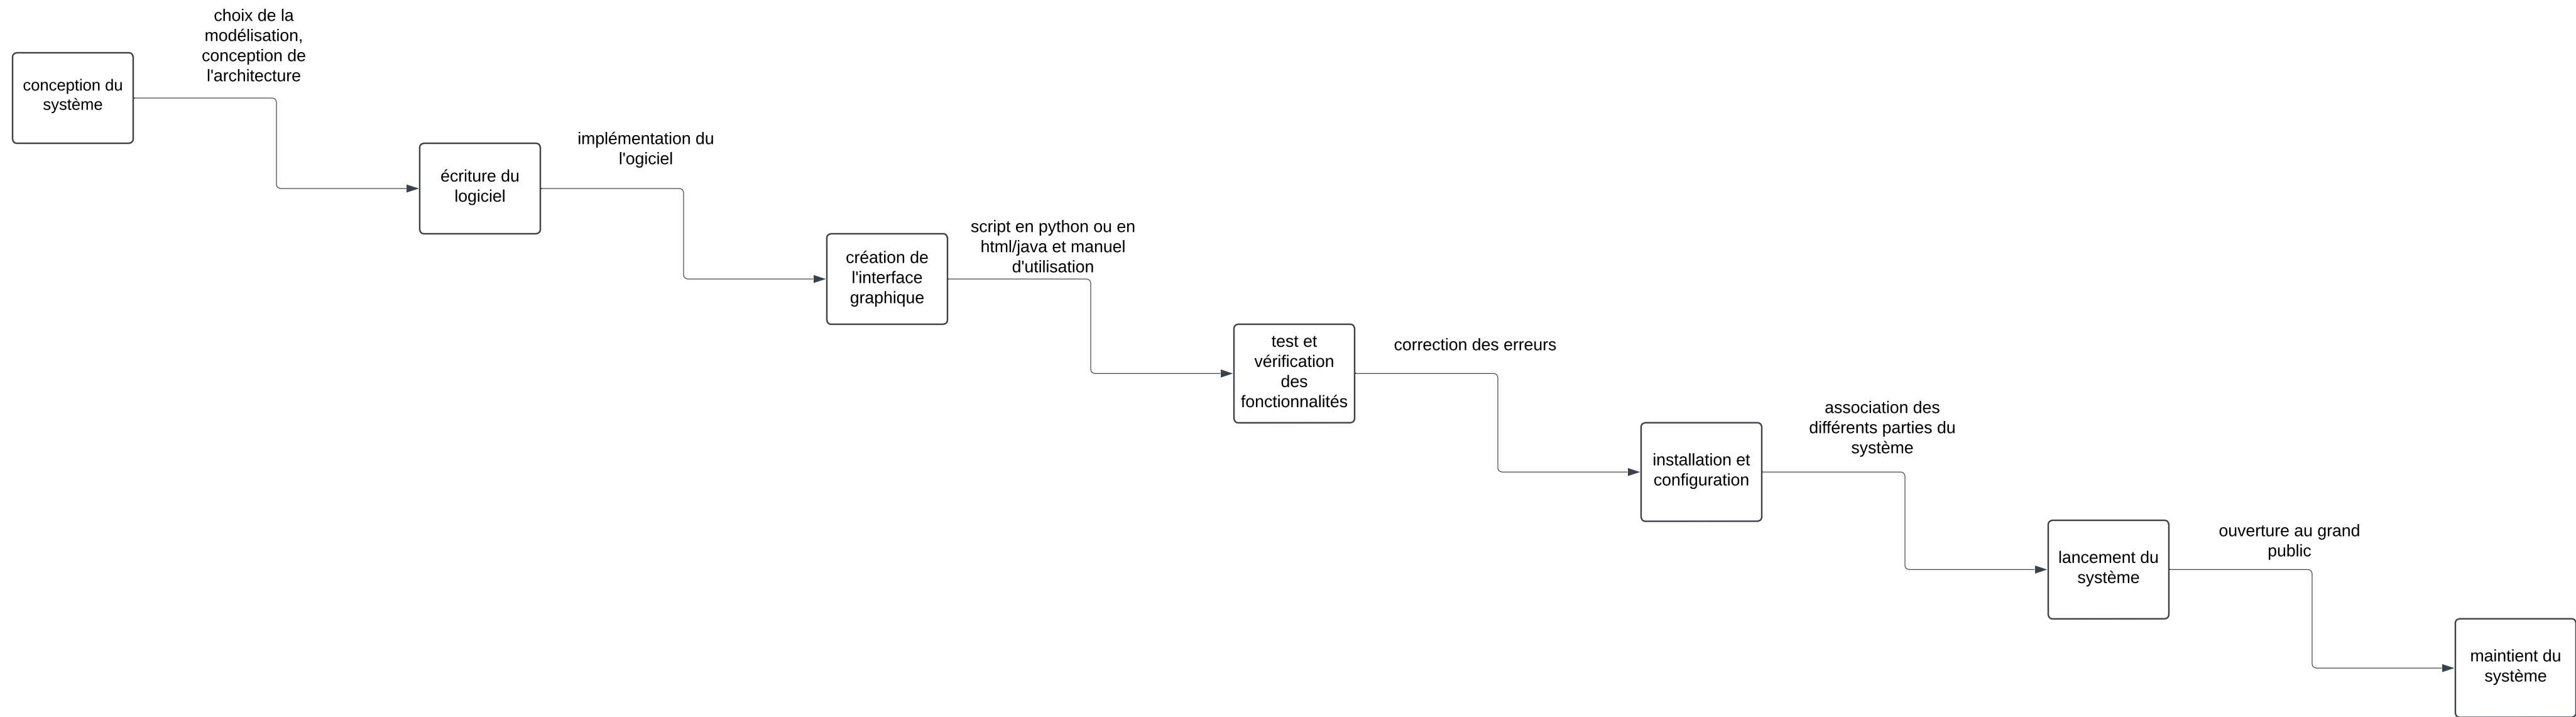 choix de la
modélisation,
conception de
l'architecture
conception du
système
implémentation du
l'ogiciel
écriture du
logiciel
script en python ou en
html/java et manuel
d'utilisation
création de
l'interface
graphique
test et
vérification
des
fonctionnalités
correction des erreurs
association des
différents parties du
système
installation et
configuration
ouverture au grand
public
lancement du
système
maintient du
système